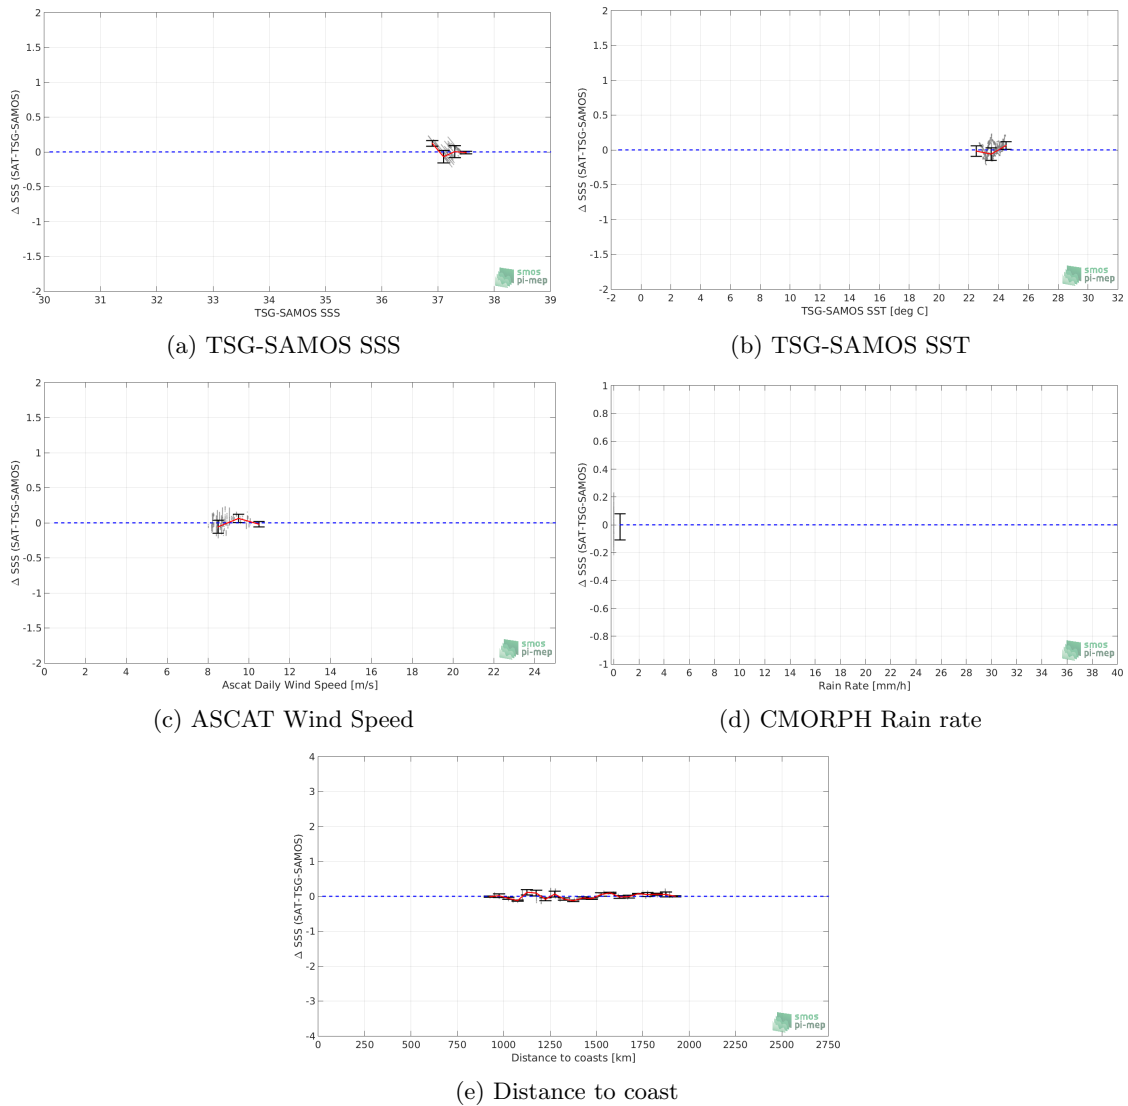 2
1.5
1
0.5
0
-0.5
-1
-1.5
-2
Δ SSS (SAT-TSG-SAMOS)
smos
pi-mep
30 31 32 33 34 35 36 37 38 39
TSG-SAMOS SSS
(a) TSG-SAMOS SSS
2
1.5
1
0.5
0
-0.5
-1
-1.5
-2
Δ SSS (SAT-TSG-SAMOS)
smos
pi-mep
-2 0 2 4 6 8 10 12 14 16 18 20 22 24 26 28 30 32
TSG-SAMOS SST [deg C]
(b) TSG-SAMOS SST
2
1.5
1
0.5
0
-0.5
-1
-1.5
-2
Δ SSS (SAT-TSG-SAMOS)
smos
pi-mep
0 2 4 6 8 10 12 14 16 18 20 22 24
Ascat Daily Wind Speed [m/s]
(c) ASCAT Wind Speed
1
0.8
0.6
0.4
0.2
0
-0.2
-0.4
-0.6
-0.8
-1
Δ SSS (SAT-TSG-SAMOS)
smos
pi-mep
0 2 4 6 8 10 12 14 16 18 20 22 24 26 28 30 32 34 36 38 40
Rain Rate [mm/h]
(d) CMORPH Rain rate
4
3
2
1
0
-1
-2
-3
-4
Δ SSS (SAT-TSG-SAMOS)
smos
pi-mep
0 250 500 750 1000 1250 1500 1750 2000 2250 2500 2750
Distance to coasts [km]
(e) Distance to coast